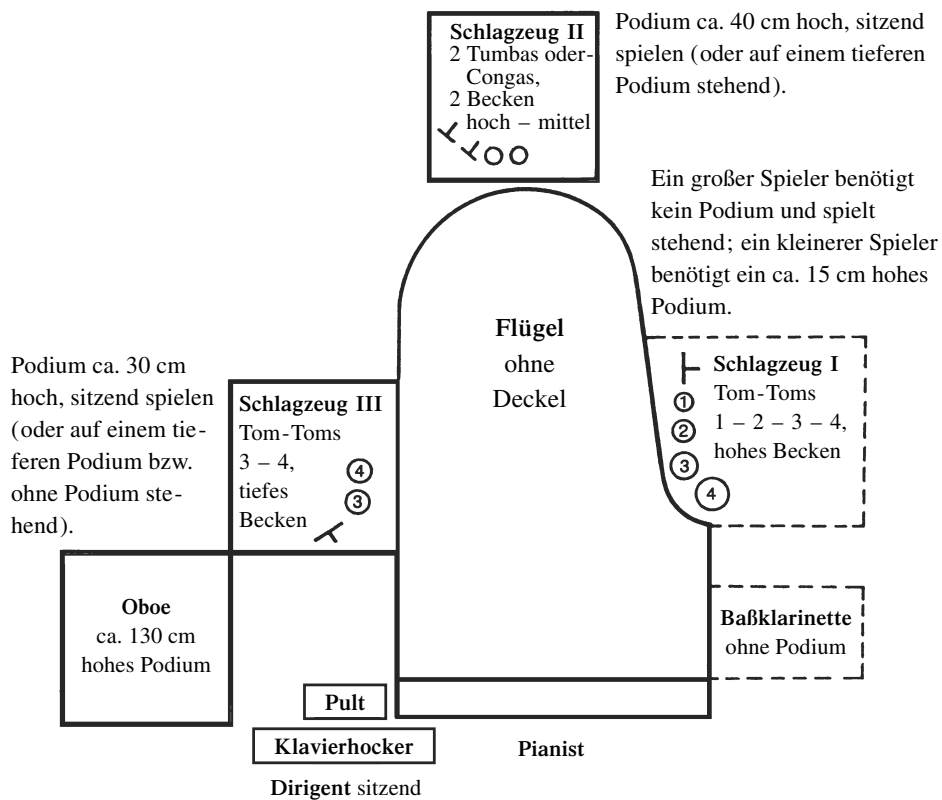 Schlagzeug II
2 Tumbas oder-
Congas,
2 Becken
hoch – mittel
Podium ca. 40 cm hoch, sitzend
spielen (oder auf einem tieferen
Podium stehend).
Ein großer Spieler benötigt
kein Podium und spielt
stehend; ein kleinerer Spieler
benötigt ein ca. 15 cm hohes
Podium.
Flügel
ohne
Deckel
Schlagzeug I
Tom-Toms
1 – 2 – 3 – 4,
hohes Becken
1
2
3
4
Podium ca. 30 cm
hoch, sitzend spielen
(oder auf einem tie-
feren Podium bzw.
ohne Podium ste-
hend).
Schlagzeug III
Tom-Toms
3 – 4,
tiefes
Becken
4
3
Oboe
ca. 130 cm
hohes Podium
Baßklarinette
ohne Podium
Pult
Klavierhocker
Pianist
Dirigent sitzend